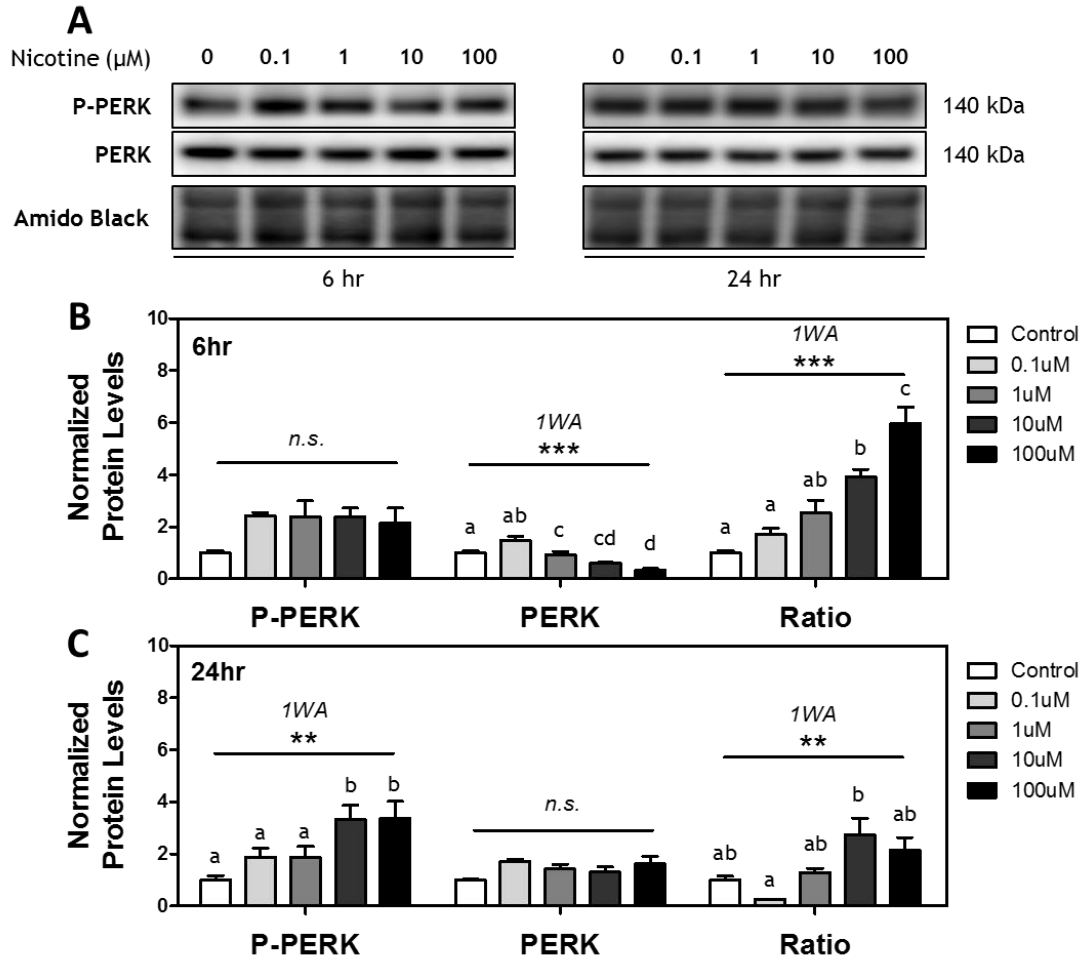 A
Nicotine (µM) 0 0.1 1 10 100 0 0.1 1 10 100
P-PERK 140 kDa
PERK 140 kDa
Amido Black
6 hr 24 hr
B
Normalized
Protein Levels
10
8
6
4
2
0
6hr
n.s.
1WA
***
a ab c cd d
1WA
***
a a ab b c
P-PERK PERK Ratio
Control
0.1uM
1uM
10uM
100uM
C
Normalized
Protein Levels
10
8
6
4
2
0
24hr
1WA
**
a a a b b
n.s.
1WA
**
ab a ab b ab
P-PERK PERK Ratio
Control
0.1uM
1uM
10uM
100uM